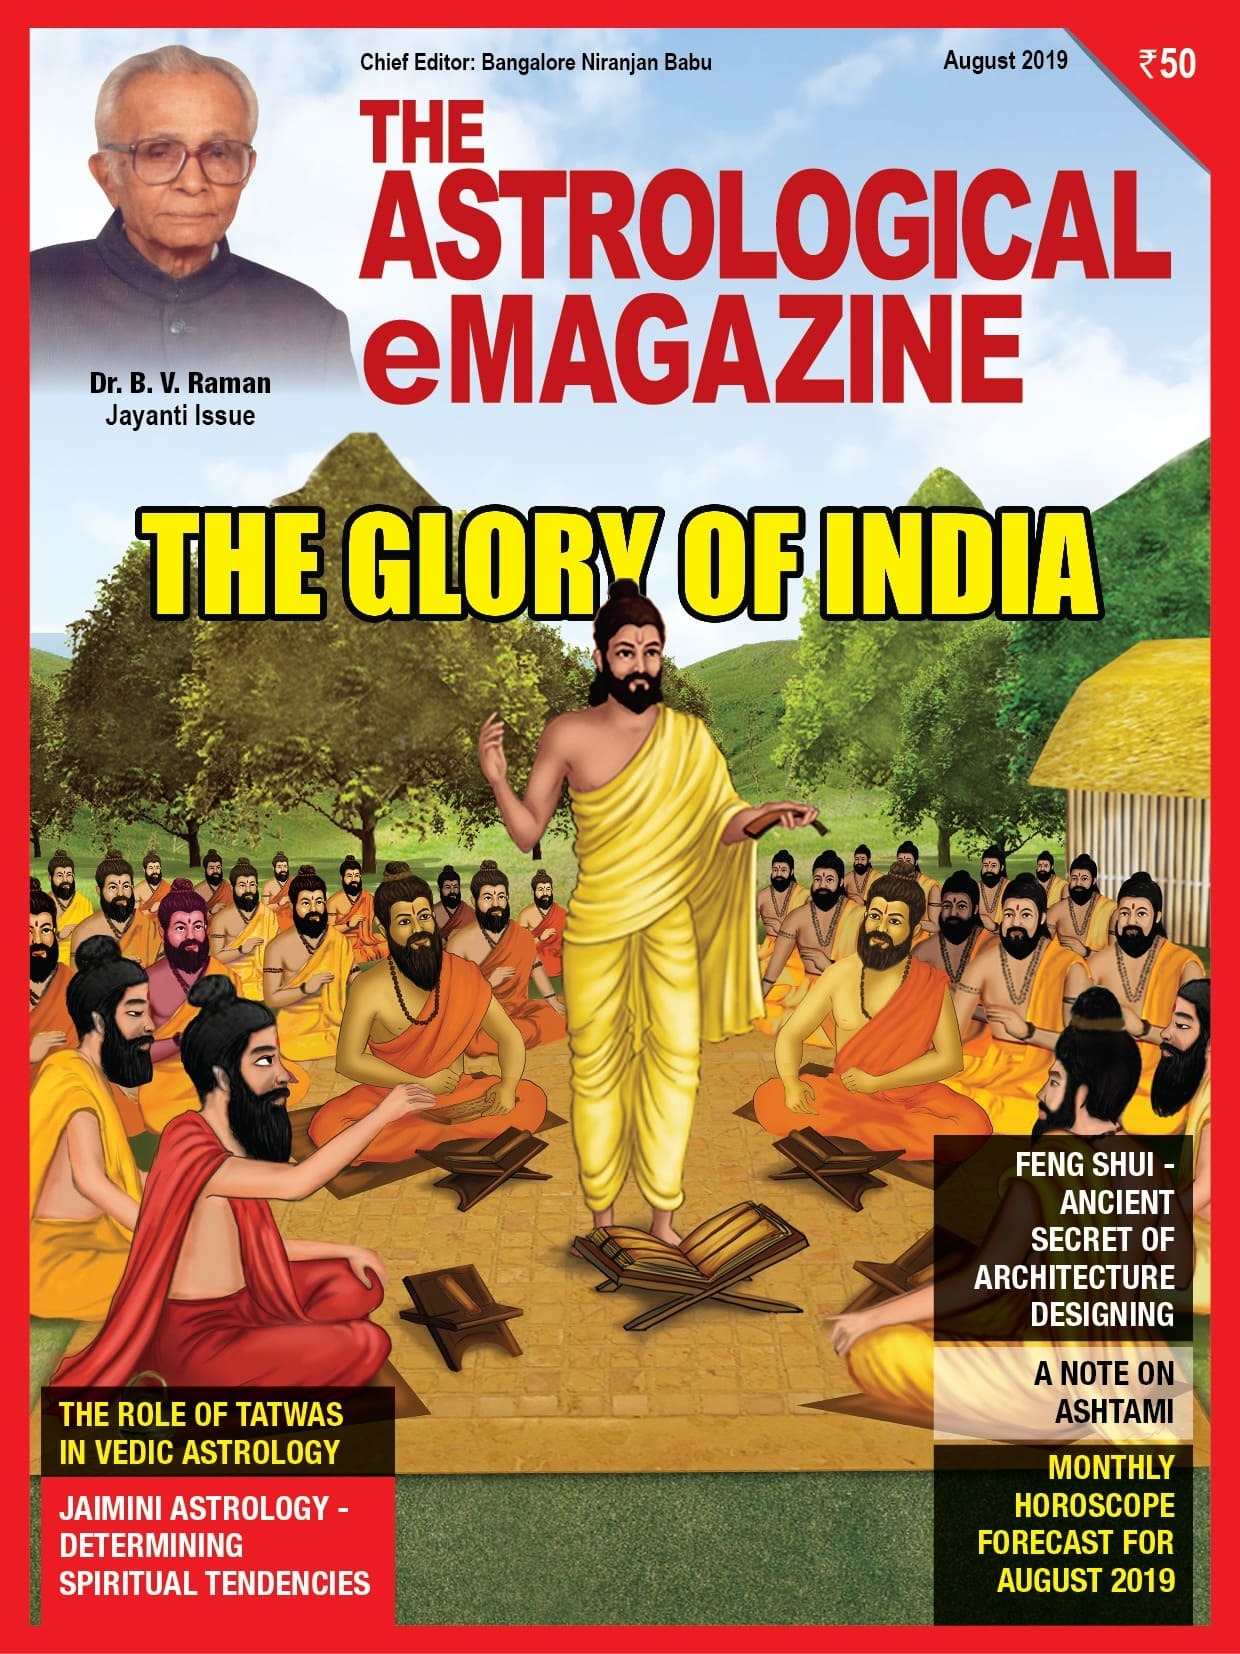 Chief Editor: Bangalore Niranjan Babu
August 2019
₹50
THE
ASTROLOGICAL
eMAGAZINE
Dr. B. V. Raman
Jayanti Issue
THE GLORY OF INDIA
FENG SHUI -
ANCIENT
SECRET OF
ARCHITECTURE
DESIGNING
A NOTE ON
ASHTAMI
MONTHLY
HOROSCOPE
FORECAST FOR
AUGUST 2019
THE ROLE OF TATWAS
IN VEDIC ASTROLOGY
JAIMINI ASTROLOGY -
DETERMINING
SPIRITUAL TENDENCIES